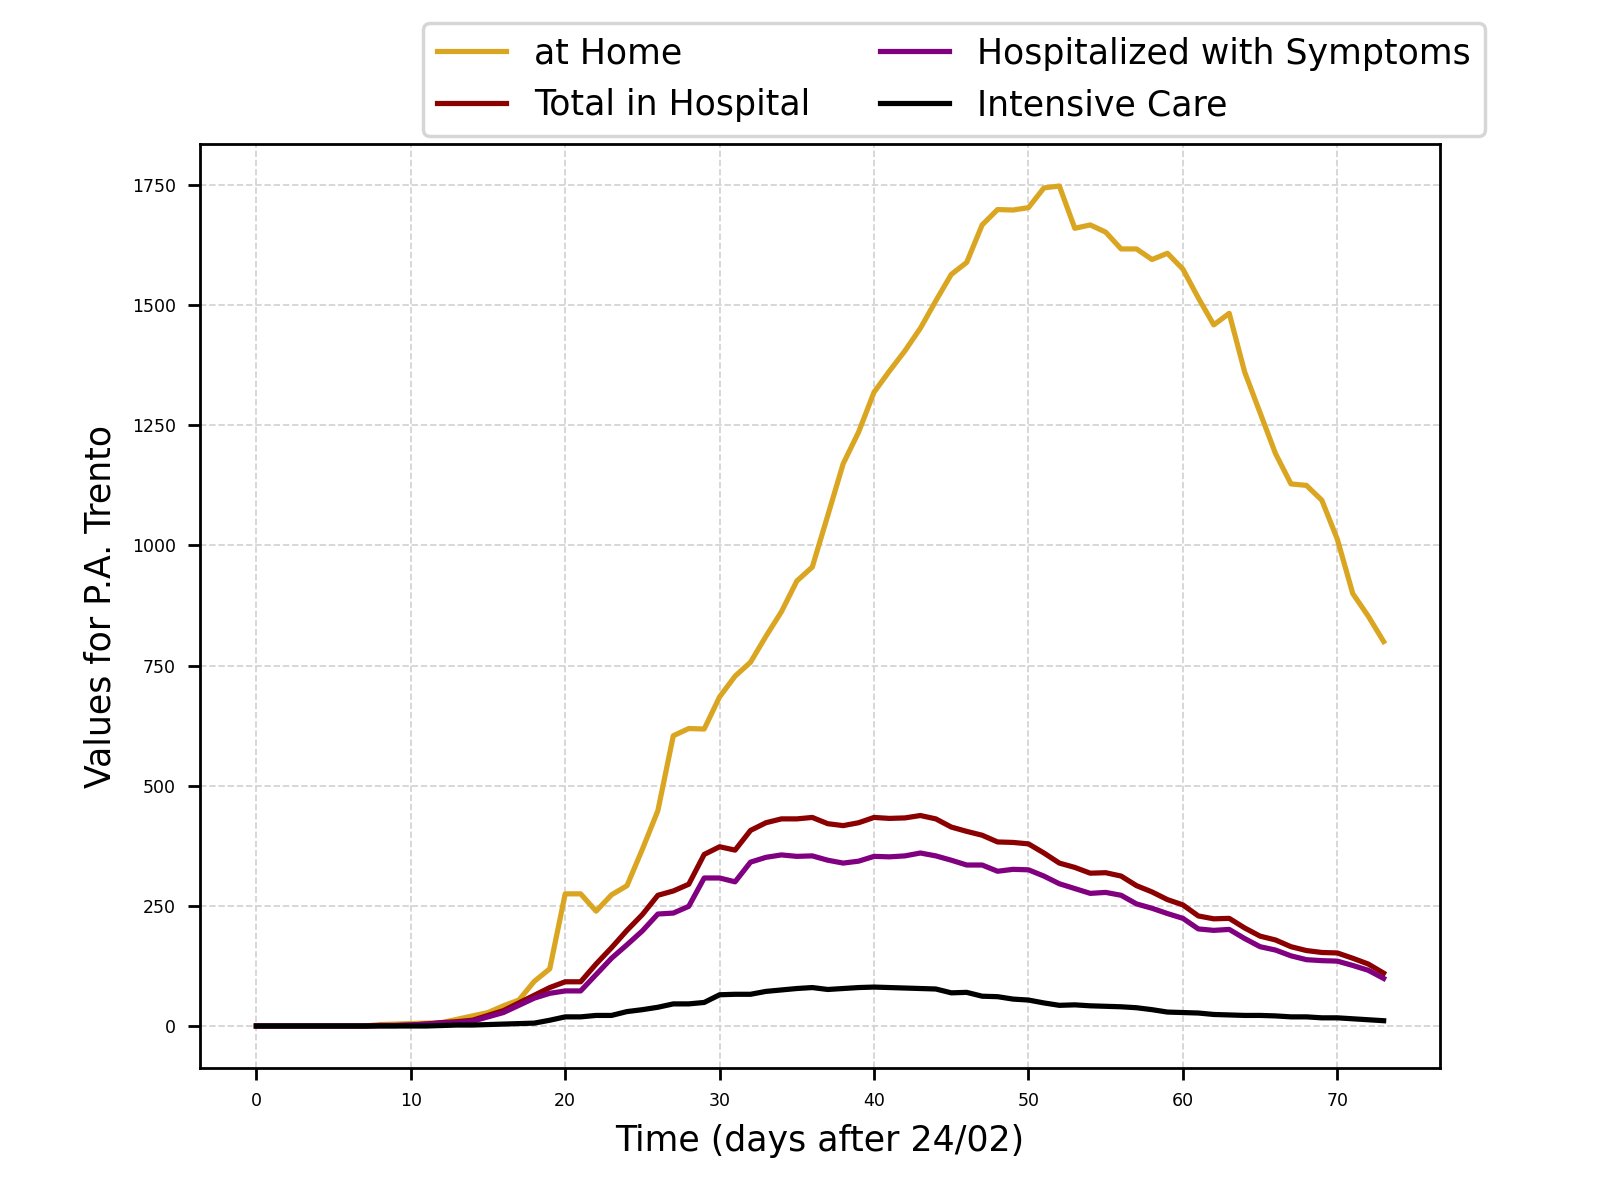 at Home
Total in Hospital
Hospitalized with Symptoms
Intensive Care
Values for P.A. Trento
1750
1500
1250
1000
750
500
250
0
0 10 20 30 40 50 60 70
Time (days after 24/02)